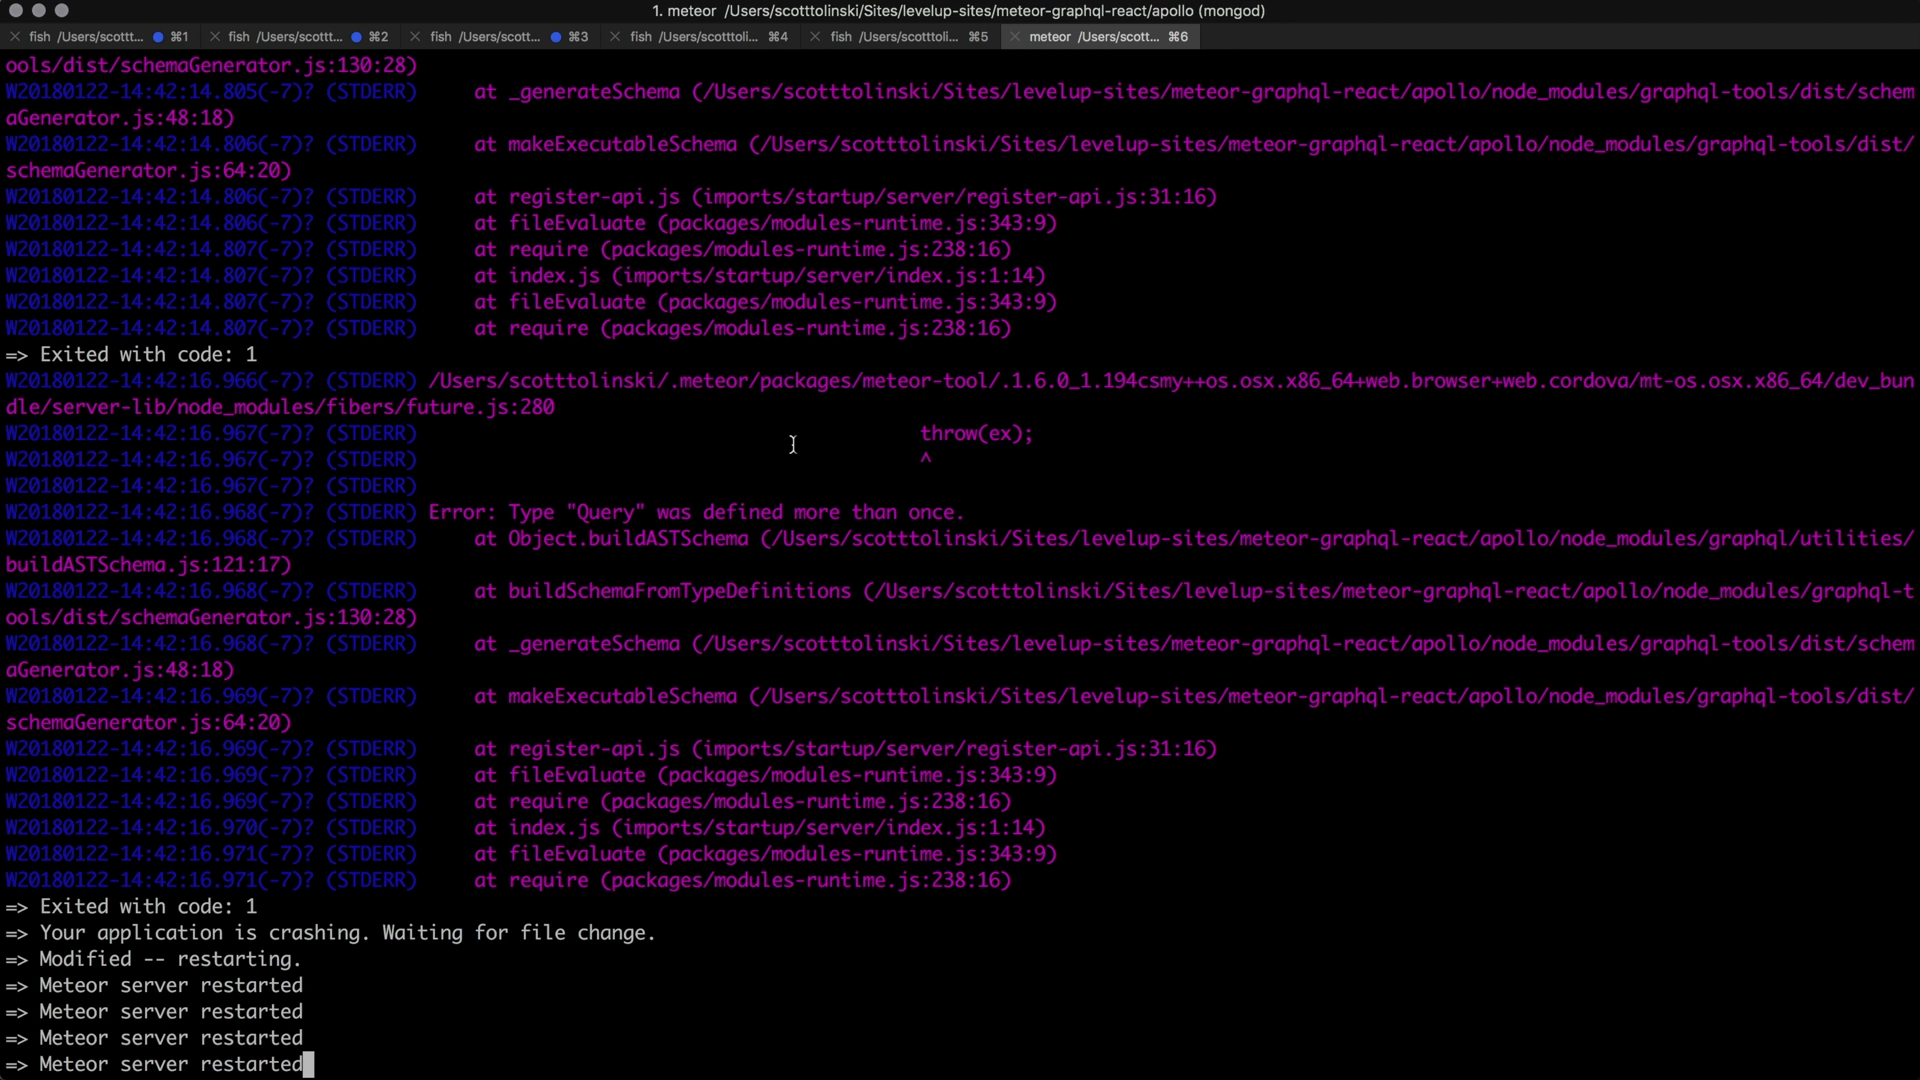 1. meteor /Users/scotttolinski/Sites/levelup-sites/meteor-graphql-react/apollo (mongod)
fish /Users/scottt... ⌘1 fish /Users/scottt... ⌘2 fish /Users/scott... ⌘3 fish /Users/scotttoli... ⌘4 fish /Users/scotttoli... ⌘5 meteor /Users/scott... ⌘6
ools/dist/schemaGenerator.js:130:28)
W20180122-14:42:14.805(-7)? (STDERR)     at _generateSchema (/Users/scotttolinski/Sites/levelup-sites/meteor-graphql-react/apollo/node_modules/graphql-tools/dist/schem
aGenerator.js:48:18)
W20180122-14:42:14.806(-7)? (STDERR)     at makeExecutableSchema (/Users/scotttolinski/Sites/levelup-sites/meteor-graphql-react/apollo/node_modules/graphql-tools/dist/
schemaGenerator.js:64:20)
W20180122-14:42:14.806(-7)? (STDERR)     at register-api.js (imports/startup/server/register-api.js:31:16)
W20180122-14:42:14.806(-7)? (STDERR)     at fileEvaluate (packages/modules-runtime.js:343:9)
W20180122-14:42:14.807(-7)? (STDERR)     at require (packages/modules-runtime.js:238:16)
W20180122-14:42:14.807(-7)? (STDERR)     at index.js (imports/startup/server/index.js:1:14)
W20180122-14:42:14.807(-7)? (STDERR)     at fileEvaluate (packages/modules-runtime.js:343:9)
W20180122-14:42:14.807(-7)? (STDERR)     at require (packages/modules-runtime.js:238:16)
=> Exited with code: 1
W20180122-14:42:16.966(-7)? (STDERR) /Users/scotttolinski/.meteor/packages/meteor-tool/.1.6.0_1.194csmy++os.osx.x86_64+web.browser+web.cordova/mt-os.osx.x86_64/dev_bun
dle/server-lib/node_modules/fibers/future.js:280
W20180122-14:42:16.967(-7)? (STDERR)                                            throw(ex);
W20180122-14:42:16.967(-7)? (STDERR)                                            ^
W20180122-14:42:16.967(-7)? (STDERR)
W20180122-14:42:16.968(-7)? (STDERR) Error: Type "Query" was defined more than once.
W20180122-14:42:16.968(-7)? (STDERR)     at Object.buildASTSchema (/Users/scotttolinski/Sites/levelup-sites/meteor-graphql-react/apollo/node_modules/graphql/utilities/
buildASTSchema.js:121:17)
W20180122-14:42:16.968(-7)? (STDERR)     at buildSchemaFromTypeDefinitions (/Users/scotttolinski/Sites/levelup-sites/meteor-graphql-react/apollo/node_modules/graphql-t
ools/dist/schemaGenerator.js:130:28)
W20180122-14:42:16.968(-7)? (STDERR)     at _generateSchema (/Users/scotttolinski/Sites/levelup-sites/meteor-graphql-react/apollo/node_modules/graphql-tools/dist/schem
aGenerator.js:48:18)
W20180122-14:42:16.969(-7)? (STDERR)     at makeExecutableSchema (/Users/scotttolinski/Sites/levelup-sites/meteor-graphql-react/apollo/node_modules/graphql-tools/dist/
schemaGenerator.js:64:20)
W20180122-14:42:16.969(-7)? (STDERR)     at register-api.js (imports/startup/server/register-api.js:31:16)
W20180122-14:42:16.969(-7)? (STDERR)     at fileEvaluate (packages/modules-runtime.js:343:9)
W20180122-14:42:16.969(-7)? (STDERR)     at require (packages/modules-runtime.js:238:16)
W20180122-14:42:16.970(-7)? (STDERR)     at index.js (imports/startup/server/index.js:1:14)
W20180122-14:42:16.971(-7)? (STDERR)     at fileEvaluate (packages/modules-runtime.js:343:9)
W20180122-14:42:16.971(-7)? (STDERR)     at require (packages/modules-runtime.js:238:16)
=> Exited with code: 1
=> Your application is crashing. Waiting for file change.
=> Modified -- restarting.
=> Meteor server restarted
=> Meteor server restarted
=> Meteor server restarted
=> Meteor server restarted